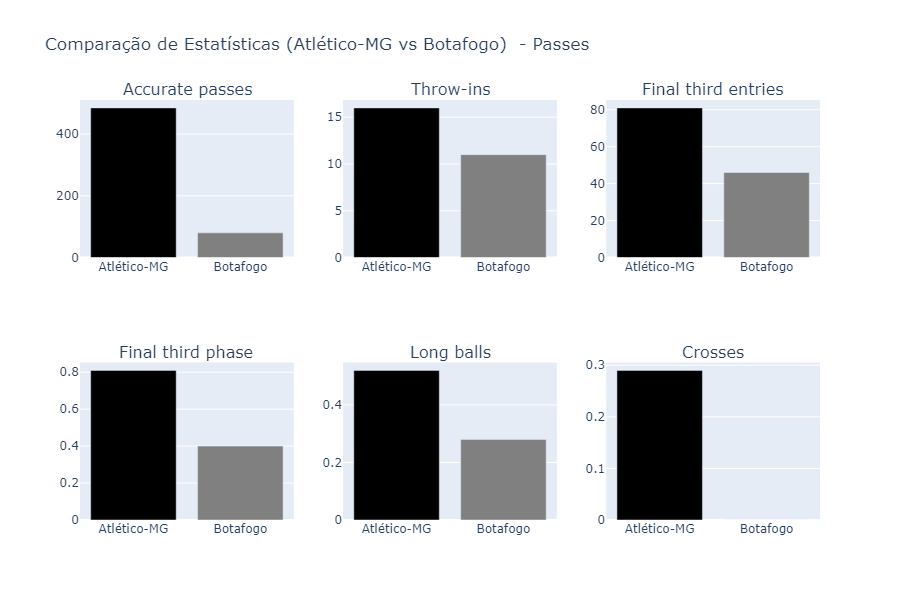 Comparação de Estatísticas (Atlético-MG vs Botafogo)  - Passes
Accurate passes
Throw-ins
Final third entries
400
200
0
Atlético-MG
Botafogo
15
10
5
0
Atlético-MG
Botafogo
80
60
40
20
0
Atlético-MG
Botafogo
Final third phase
Long balls
Crosses
0.8
0.6
0.4
0.2
0
Atlético-MG
Botafogo
0.4
0.2
0
Atlético-MG
Botafogo
0.3
0.2
0.1
0
Atlético-MG
Botafogo